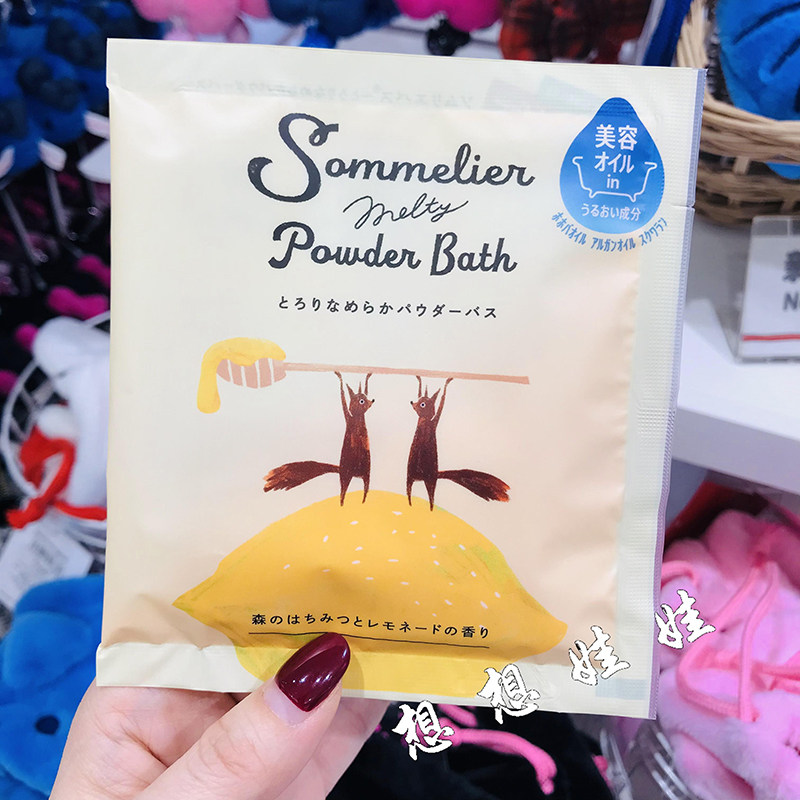 Sommelier
melty
Powder Bath
とろりなめらかパウダーバス
美容
オイル
in
うるおい成分
ホホバオイル アルガンオイル スクワラン
森のはちみつとレモネードの香り
想想娃娃